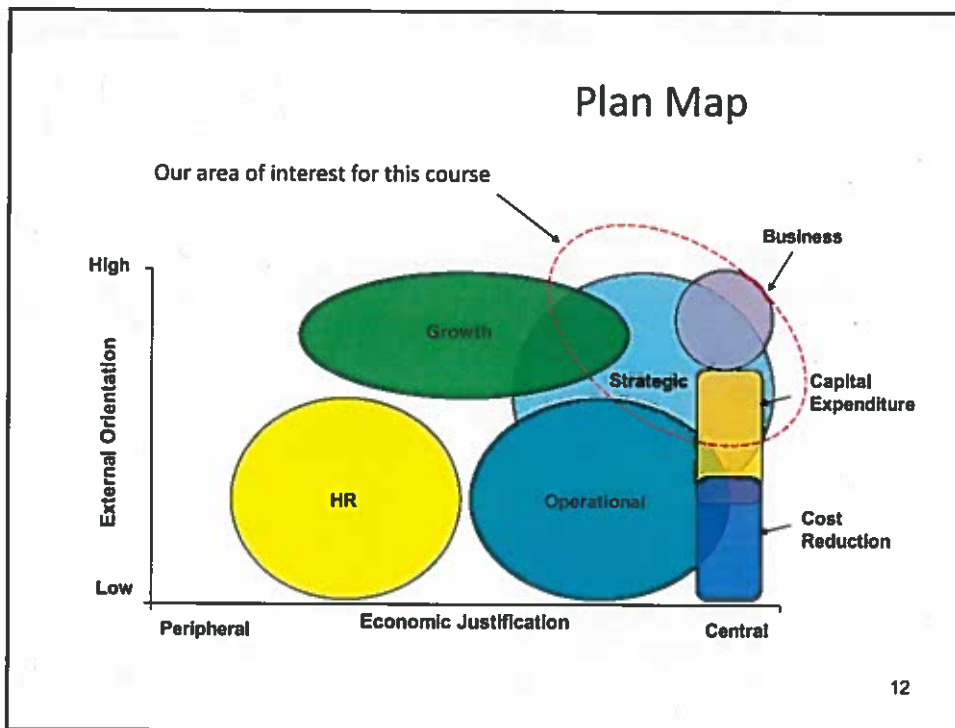 Plan Map
Our area of interest for this course
Business
High
Growth
Strategic
Capital
Expenditure
External Orientation
HR
Operational
Cost
Reduction
Low
Peripheral
Economic Justification
Central
12